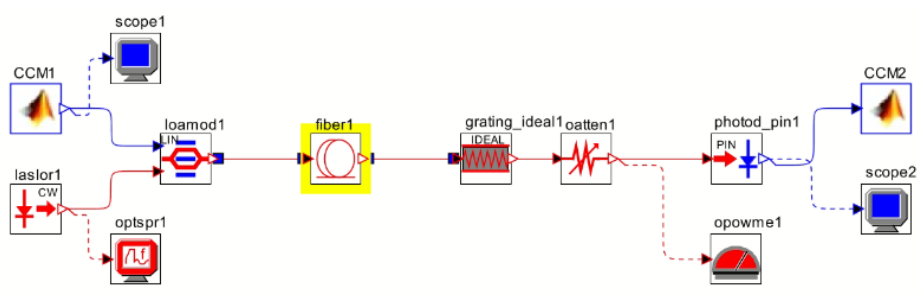 scope1
CCM1
CCM2
loamod1
LIN
fiber1
grating_ideal1
IDEAL
oatten1
photod_pin1
PIN
laslor1
CW
scope2
optspr1
f
opowme1